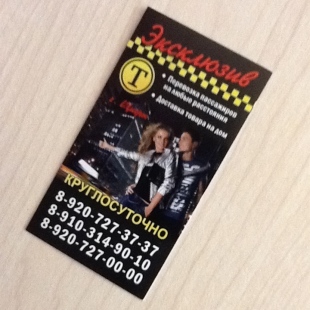 Эксклюзив
Т
• Перевозка пассажиров
на любые расстояния
• Доставка товара на дом
КРУГЛОСУТОЧНО
8-920-727-37-37
8-910-314-90-10
8-920-727-00-00